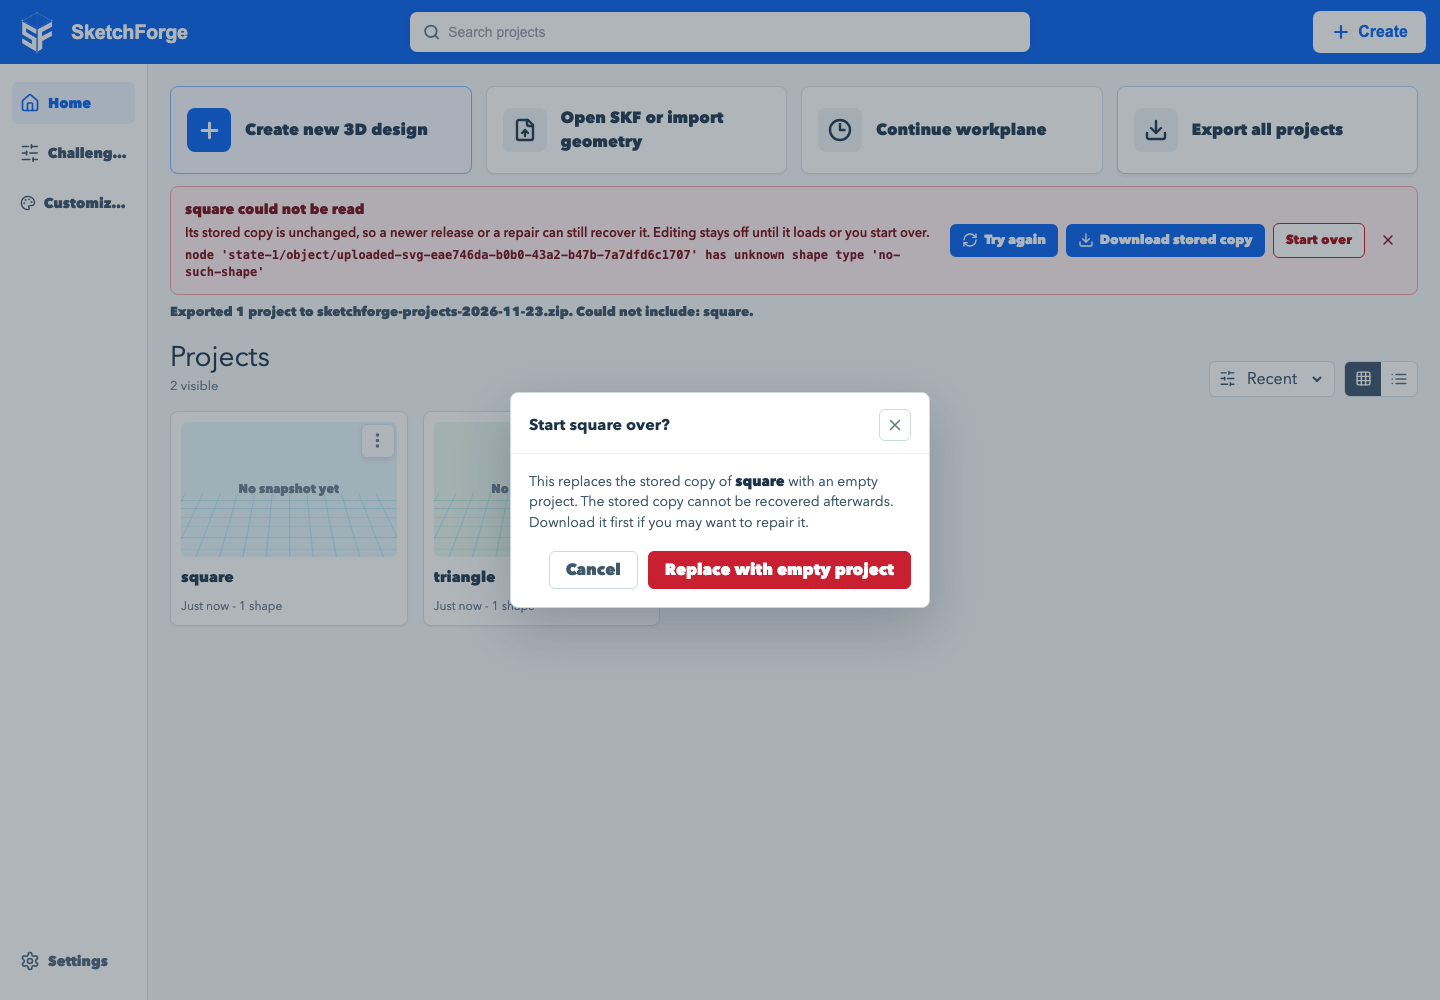 SketchForge
Search projects
Create
Home
Challeng...
Customiz...
Settings
Create new 3D design
Open SKF or import
geometry
Continue workplane
Export all projects
square could not be read
Its stored copy is unchanged, so a newer release or a repair can still recover it. Editing stays off until it loads or you start over.
node 'state-1/object/uploaded-svg-eae746da-b0b0-43a2-b47b-7a7dfd6c1707' has unknown shape type 'no-
such-shape'
Try again
Download stored copy
Start over
Exported 1 project to sketchforge-projects-2026-11-23.zip. Could not include: square.
Projects
2 visible
Recent
No snapshot yet
square
Just now - 1 shape
No
triangle
Just now - 1 shape
Start square over?
This replaces the stored copy of square with an empty
project. The stored copy cannot be recovered afterwards.
Download it first if you may want to repair it.
Cancel
Replace with empty project